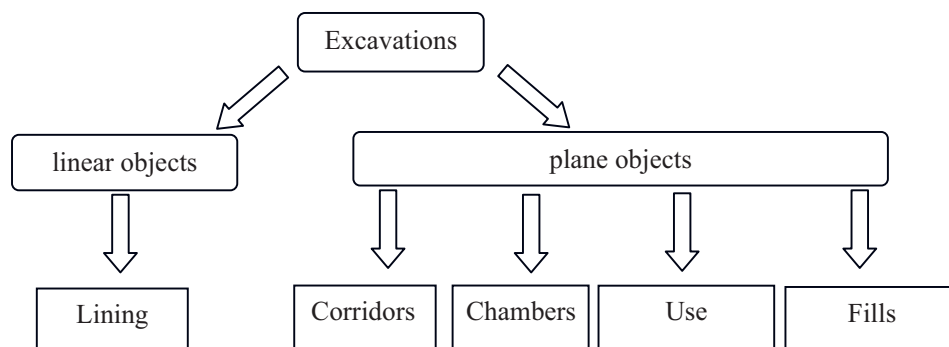 Excavations
linear objects
plane objects
Lining
Corridors
Chambers
Use
Fills